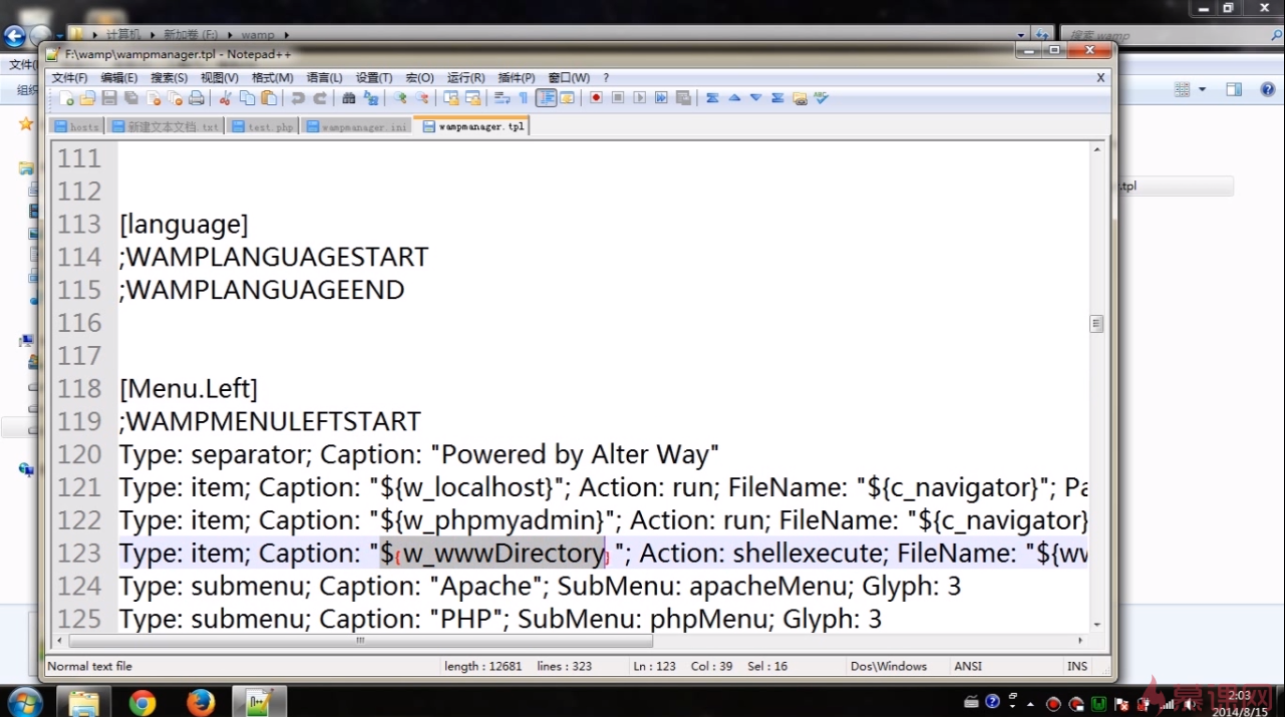 计算机 ▸ 新加卷 (F:) ▸ wamp ▸
搜索 wamp
F:\wamp\wampmanager.tpl - Notepad++
文件(F) 编辑(E) 搜索(S) 视图(V) 格式(M) 语言(L) 设置(T) 宏(O) 运行(R) 插件(P) 窗口(W) ? X
文件(
组织
hosts 新建文本文档.txt test.php wampmanager.ini wampmanager.tpl
.tpl
111
112
113 [language]
114 ;WAMPLANGUAGESTART
115 ;WAMPLANGUAGEEND
116
117
118 [Menu.Left]
119 ;WAMPMENULEFTSTART
120 Type: separator; Caption: "Powered by Alter Way"
121 Type: item; Caption: "${w_localhost}"; Action: run; FileName: "${c_navigator}"; Pa
122 Type: item; Caption: "${w_phpmyadmin}"; Action: run; FileName: "${c_navigator}
123 Type: item; Caption: "${w_wwwDirectory}"; Action: shellexecute; FileName: "${wv
124 Type: submenu; Caption: "Apache"; SubMenu: apacheMenu; Glyph: 3
125 Type: submenu; Caption: "PHP"; SubMenu: phpMenu; Glyph: 3
Normal text file length : 12681 lines : 323 Ln : 123 Col : 39 Sel : 16 Dos\Windows ANSI INS
慕课网
2:03
2014/8/15